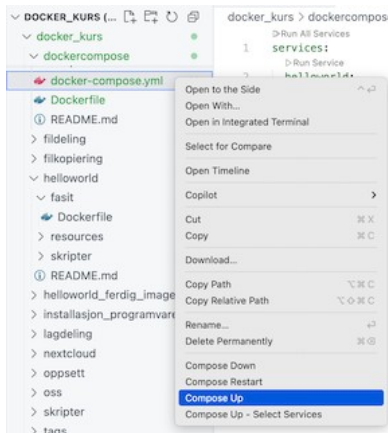 DOCKER_KURS (...
docker_kurs
dockercompose
docker-compose.yml
Dockerfile
README.md
fildeling
filkopiering
helloworld
fasit
Dockerfile
resources
skripter
README.md
helloworld_ferdig_image
installasjon_programvare
lagdeling
nextcloud
oppsett
oss
skripter
tags
docker_kurs > dockercompos
Run All Services
1 services:
Run Service
helloworld:
Open to the Side
Open With...
Open in Integrated Terminal
Select for Compare
Open Timeline
Copilot
Cut ⌘ X
Copy ⌘ C
Download...
Copy Path ⌥ ⌘ C
Copy Relative Path ⌥ ⇧ ⌘ C
Rename...
Delete Permanently
Compose Down
Compose Restart
Compose Up
Compose Up - Select Services